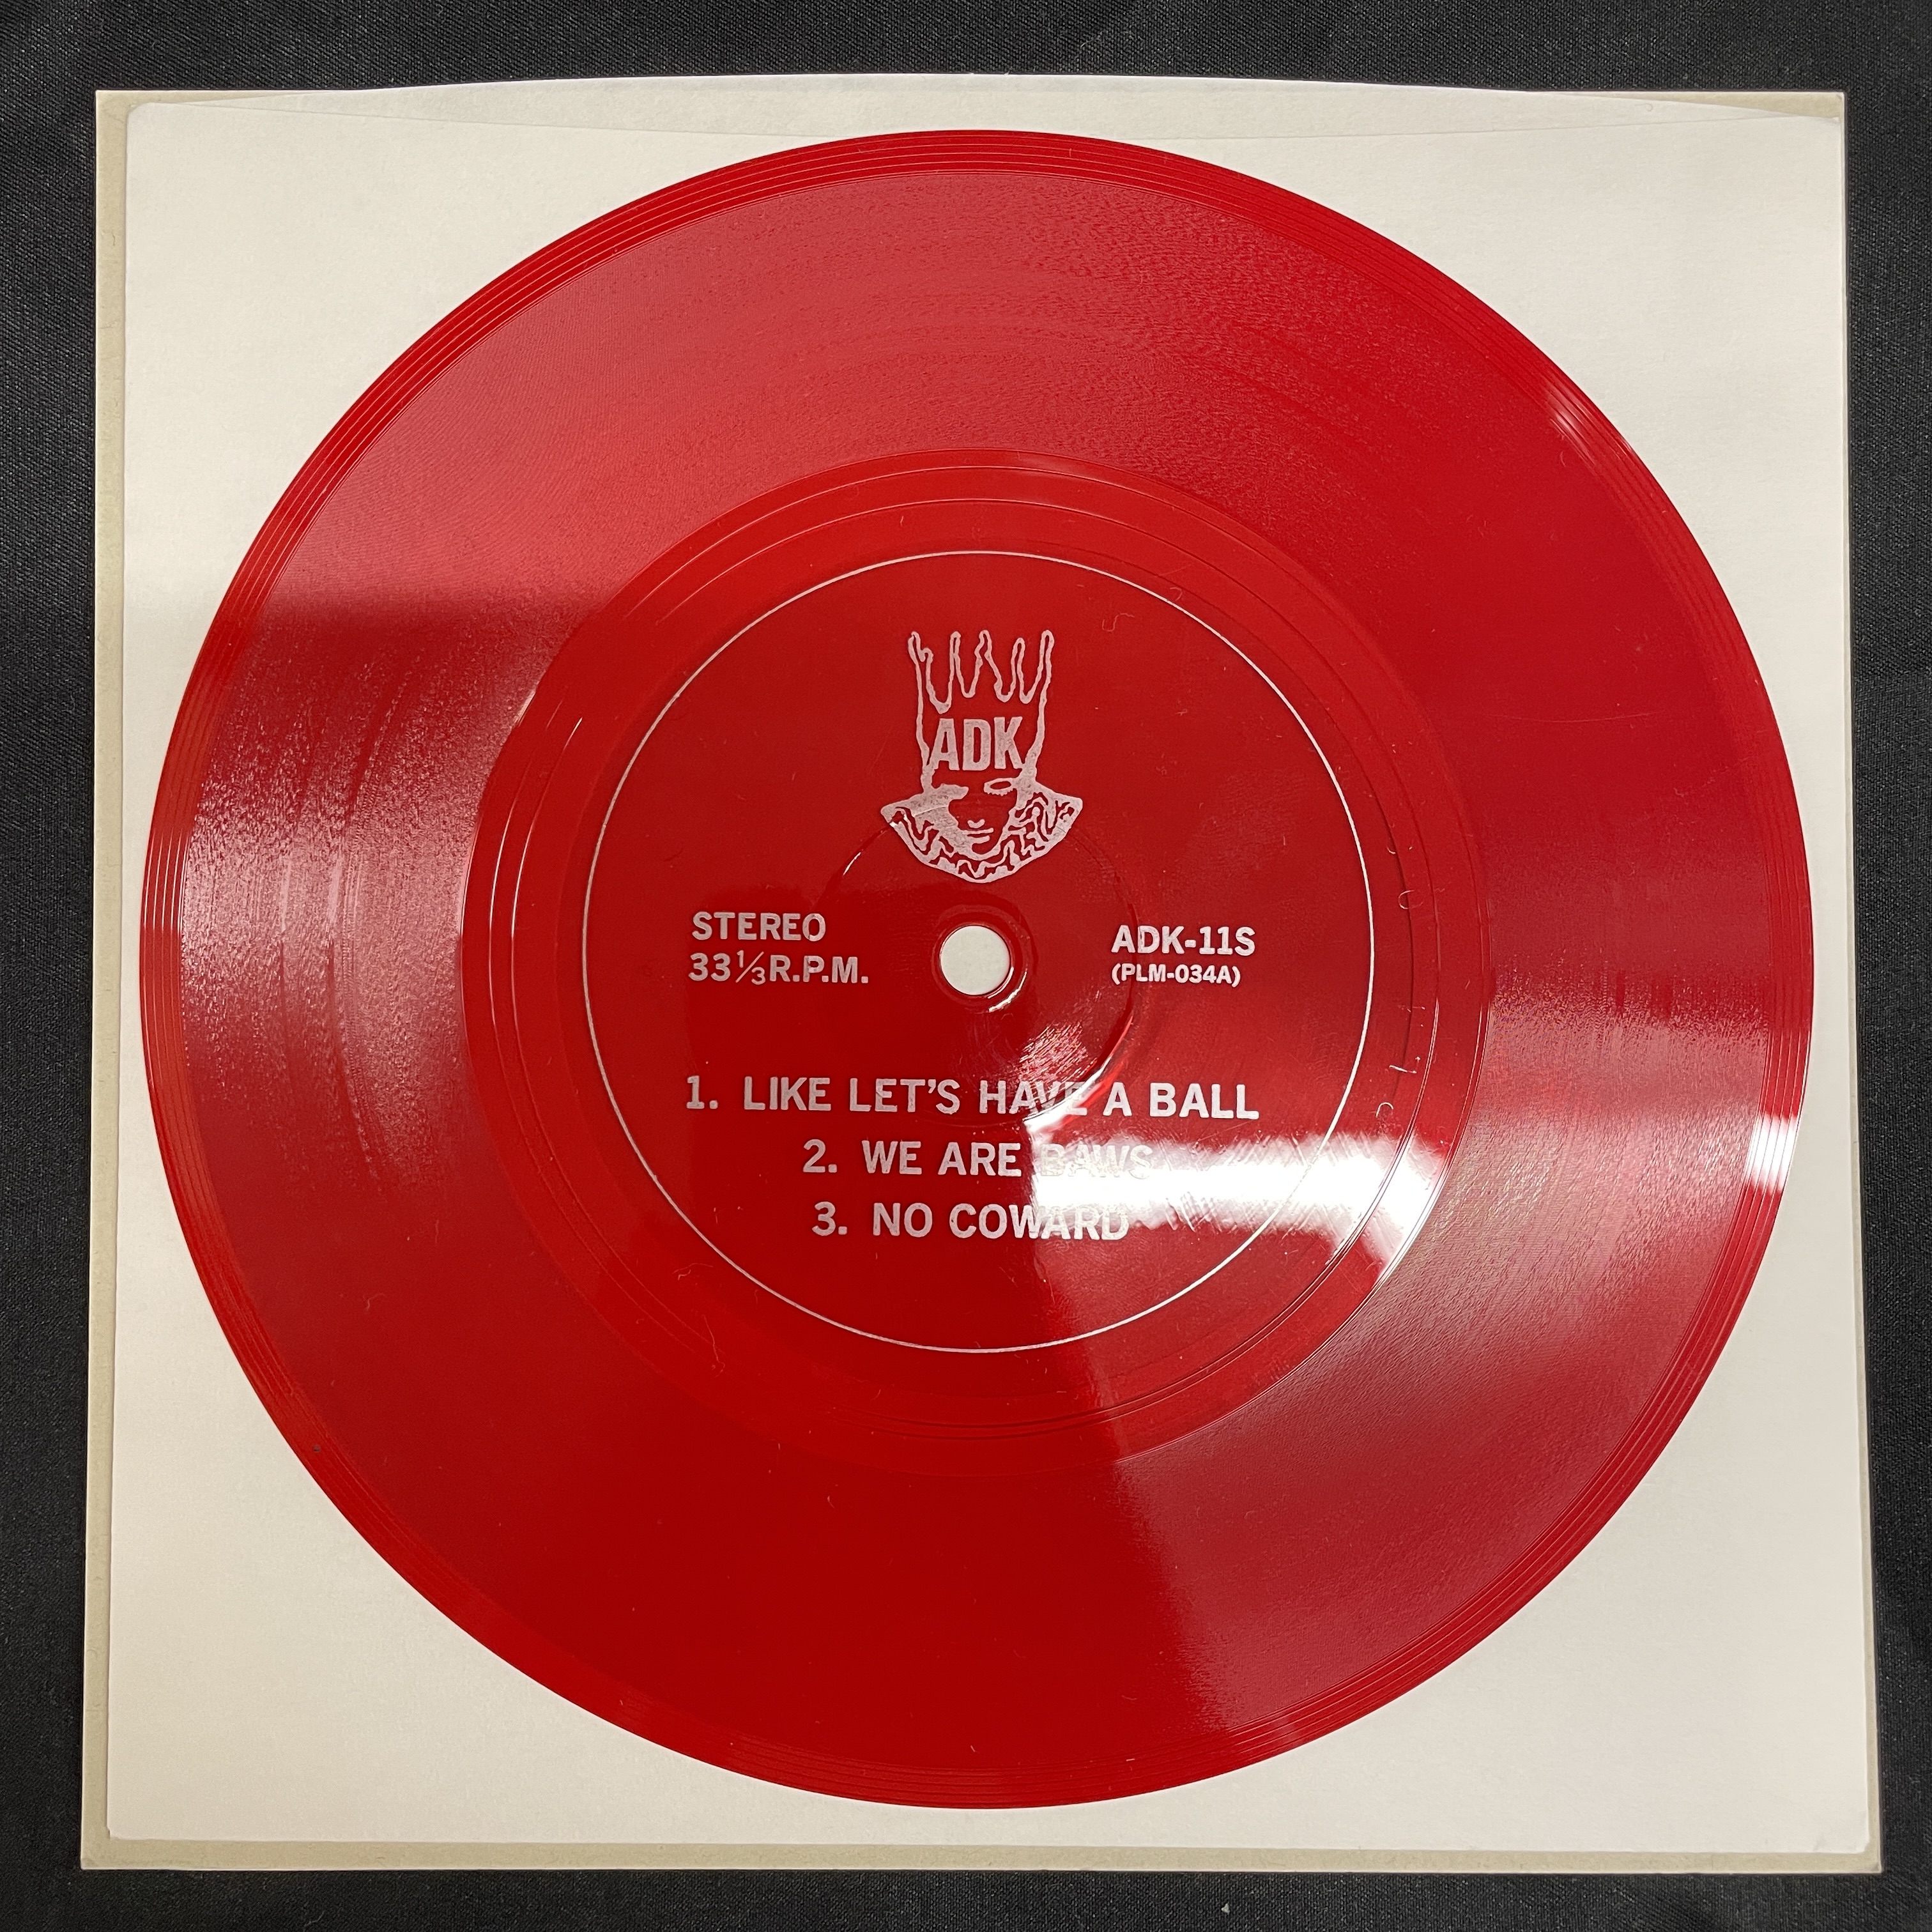 ADK
STEREO
33⅓R.P.M.
ADK-11S
(PLM-034A)
1. LIKE LET'S HAVE A BALL
2. WE ARE BAWS
3. NO COWARD